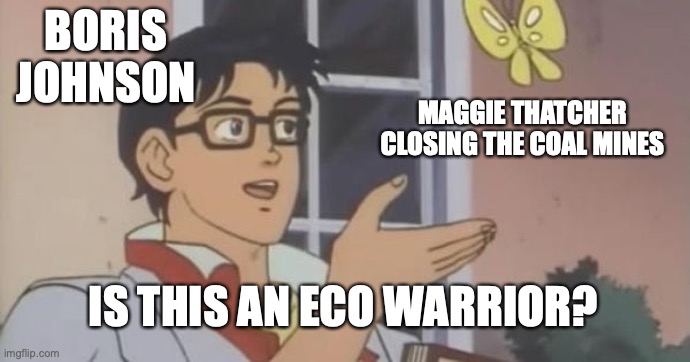 BORIS
JOHNSON
MAGGIE THATCHER
CLOSING THE COAL MINES
IS THIS AN ECO WARRIOR?
imgflip.com